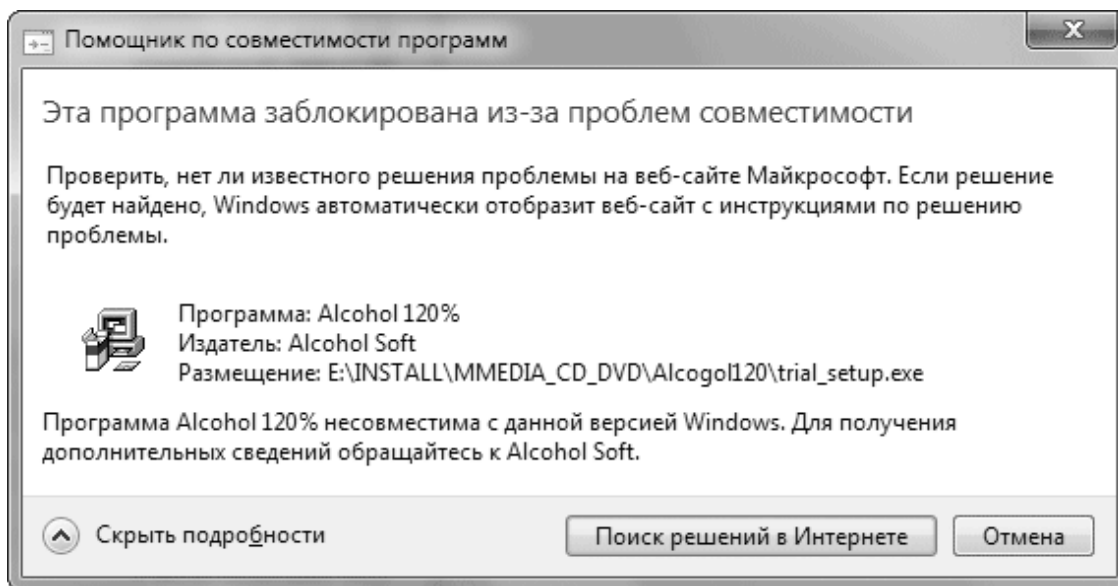 Помощник по совместимости программ
Эта программа заблокирована из-за проблем совместимости
Проверить, нет ли известного решения проблемы на веб-сайте Майкрософт. Если решение
будет найдено, Windows автоматически отобразит веб-сайт с инструкциями по решению
проблемы.
Программа: Alcohol 120%
Издатель: Alcohol Soft
Размещение: E:\INSTALL\MMEDIA_CD_DVD\Alcogol120\trial_setup.exe
Программа Alcohol 120% несовместима с данной версией Windows. Для получения
дополнительных сведений обращайтесь к Alcohol Soft.
Скрыть подробности
Поиск решений в Интернете
Отмена